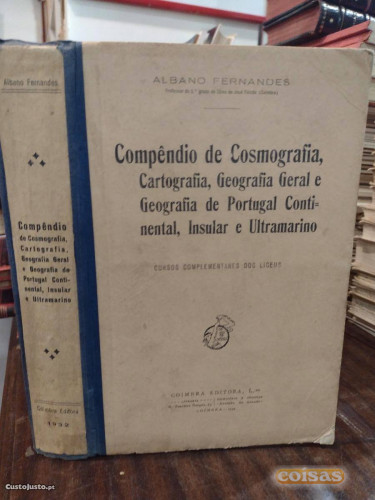 Albano Fernandes
Compêndio
de Cosmografia,
Cartografia,
Geografia Geral
e Geografia de
Portugal Conti-
nental, Insular
e Ultramarino
1939
ALBANO FERNANDES
Compêndio de Cosmografia,
Cartografia, Geografia Geral e
Geografia de Portugal Conti-
nental, Insular e Ultramarino
CURSOS COMPLEMENTARES DOS LICEUS
COIMBRA EDITORA, L.da
CustoJusto.pt
coisas